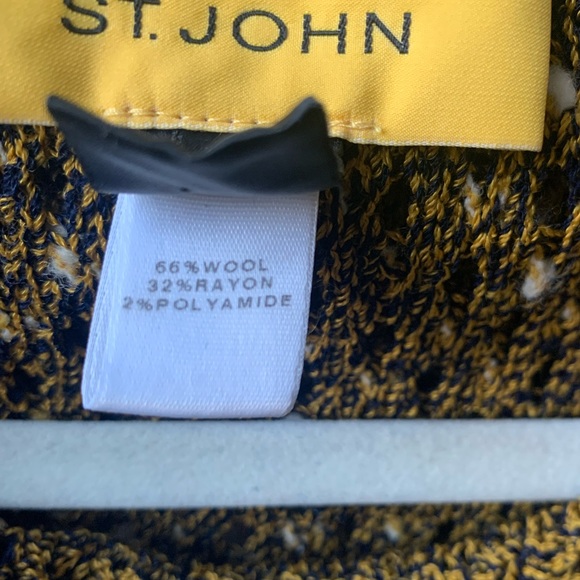 ST. JOHN
66% WOOL
32% RAYON
2% POLYAMIDE